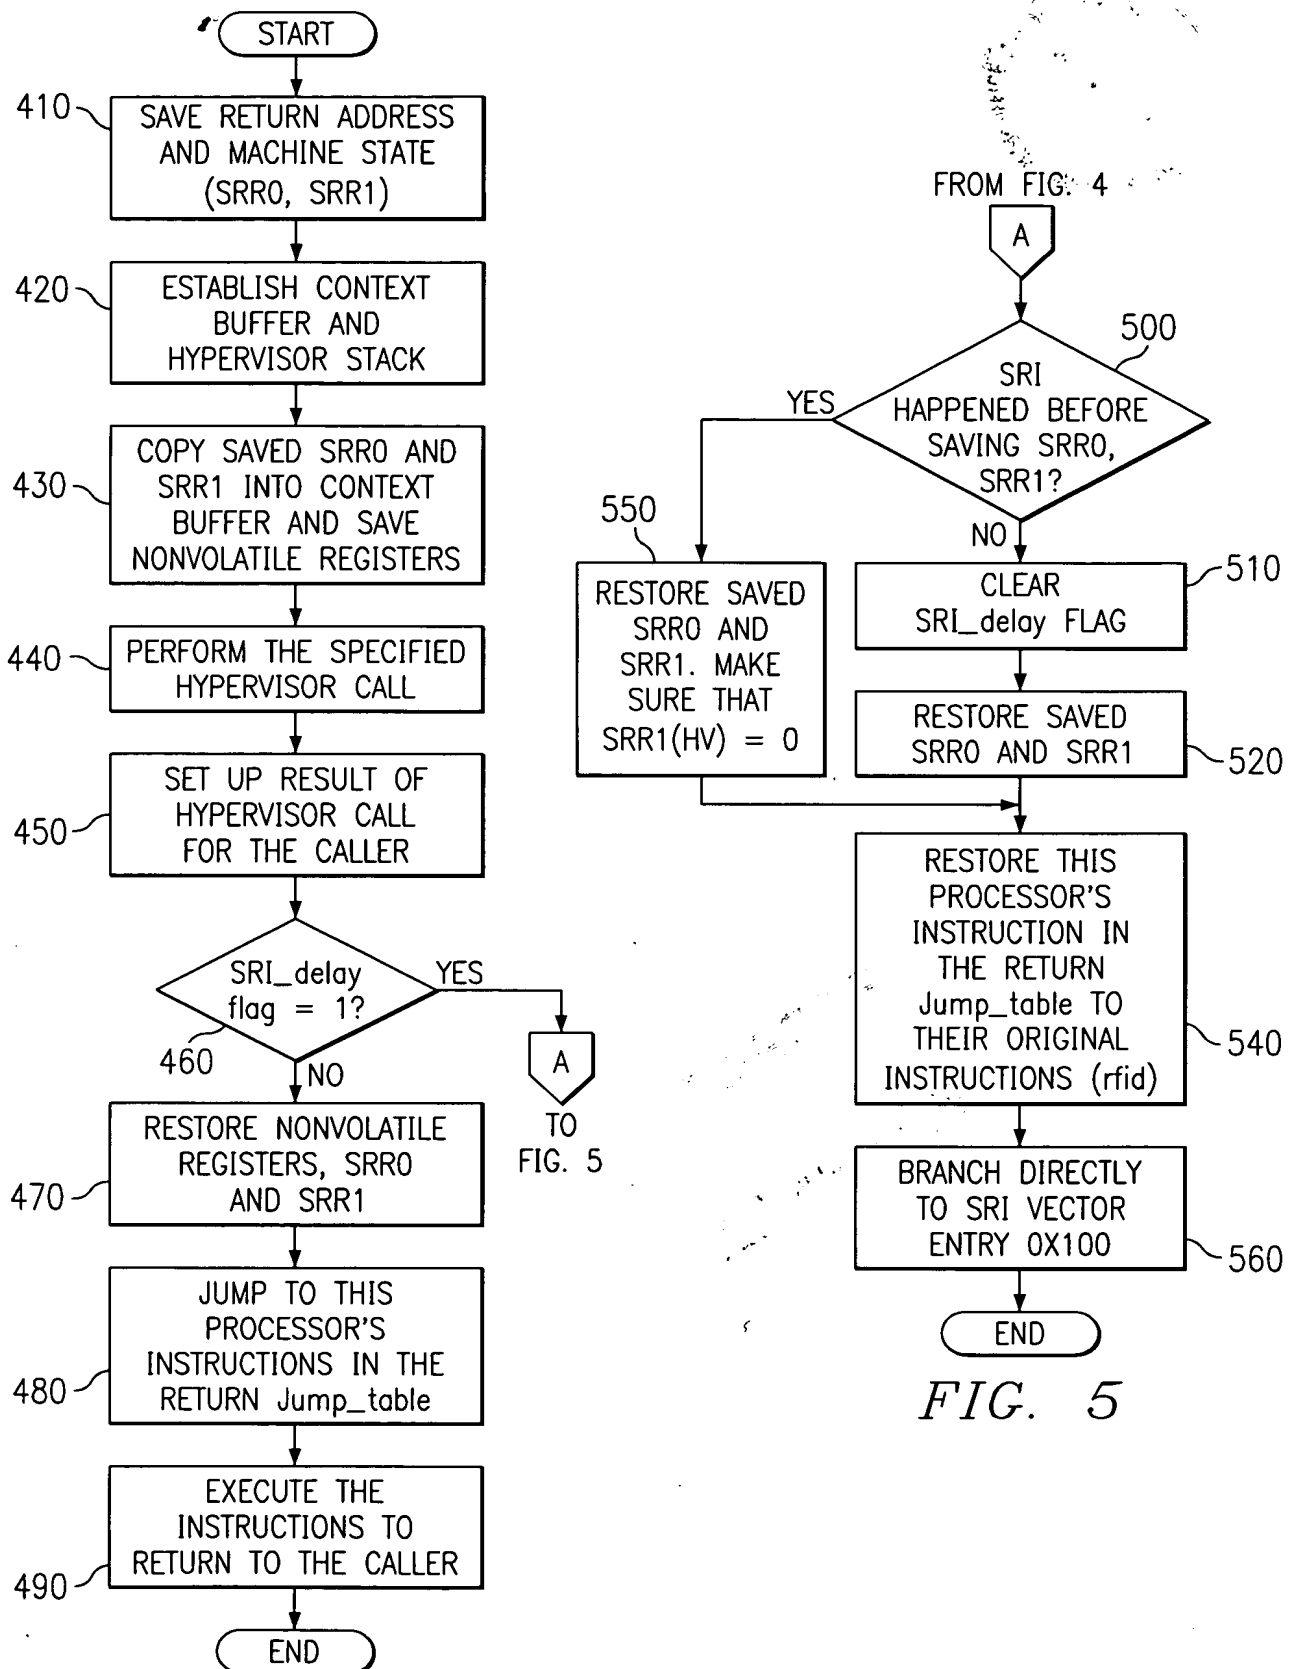 START
410
SAVE RETURN ADDRESS
AND MACHINE STATE
(SRR0, SRR1)
420
ESTABLISH CONTEXT
BUFFER AND
HYPERVISOR STACK
430
COPY SAVED SRR0 AND
SRR1 INTO CONTEXT
BUFFER AND SAVE
NONVOLATILE REGISTERS
440
PERFORM THE SPECIFIED
HYPERVISOR CALL
450
SET UP RESULT OF
HYPERVISOR CALL
FOR THE CALLER
SRI_delay
flag = 1?
460
YES
NO
A
TO
FIG. 5
470
RESTORE NONVOLATILE
REGISTERS, SRR0
AND SRR1
480
JUMP TO THIS
PROCESSOR'S
INSTRUCTIONS IN THE
RETURN Jump_table
490
EXECUTE THE
INSTRUCTIONS TO
RETURN TO THE CALLER
END
FROM FIG. 4
A
500
SRI
HAPPENED BEFORE
SAVING SRR0,
SRR1?
YES
NO
550
RESTORE SAVED
SRR0 AND
SRR1. MAKE
SURE THAT
SRR1(HV) = 0
510
CLEAR
SRI_delay FLAG
520
RESTORE SAVED
SRR0 AND SRR1
540
RESTORE THIS
PROCESSOR'S
INSTRUCTION IN
THE RETURN
Jump_table TO
THEIR ORIGINAL
INSTRUCTIONS (rfid)
560
BRANCH DIRECTLY
TO SRI VECTOR
ENTRY 0X100
END
FIG. 5